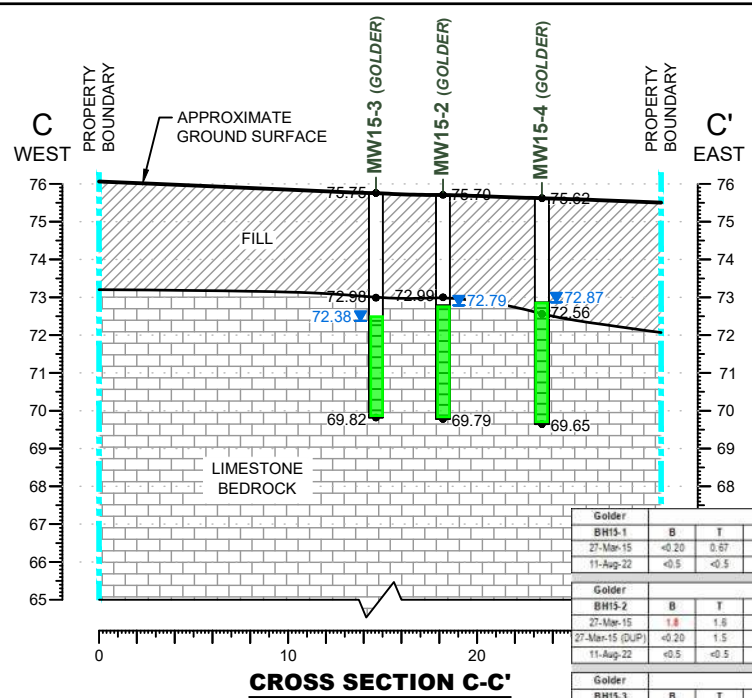 MW15-3 (GOLDER)
MW15-2 (GOLDER)
MW15-4 (GOLDER)
PROPERTY
BOUNDARY
PROPERTY
BOUNDARY
C
WEST
C'
EAST
APPROXIMATE
GROUND SURFACE
76
75
74
73
72
71
70
69
68
67
66
65
76
75
74
73
72
71
70
69
68
75.75
75.70
75.62
FILL
72.98
72.99
72.79
72.87
72.38
72.56
69.82
69.79
69.65
LIMESTONE
BEDROCK
0 10 20
CROSS SECTION C-C'
Golder
BH15-1 B T
27-Mar-15 <0.20 0.67
11-Aug-22 <0.5 <0.5
Golder
BH15-2 B T
27-Mar-15 1.8 1.6
27-Mar-15 (DUP) <0.20 1.5
11-Aug-22 <0.5 <0.5
Golder
BH15-3 B T